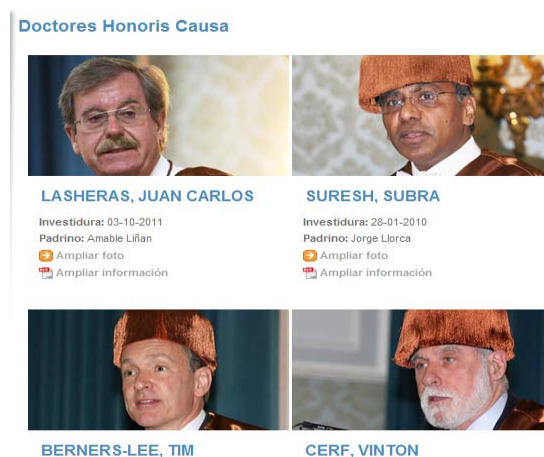 Doctores Honoris Causa
LASHERAS, JUAN CARLOS
Investidura: 03-10-2011
Padrino: Amable Liñan
Ampliar foto
Ampliar información
SURESH, SUBRA
Investidura: 28-01-2010
Padrino: Jorge Llorca
Ampliar foto
Ampliar información
BERNERS-LEE, TIM
CERF, VINTON